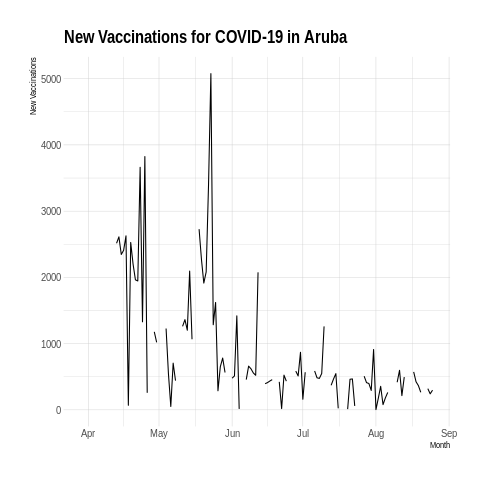 New Vaccinations for COVID-19 in Aruba
New Vaccinations
5000
4000
3000
2000
1000
0
Apr May Jun Jul Aug Sep
Month